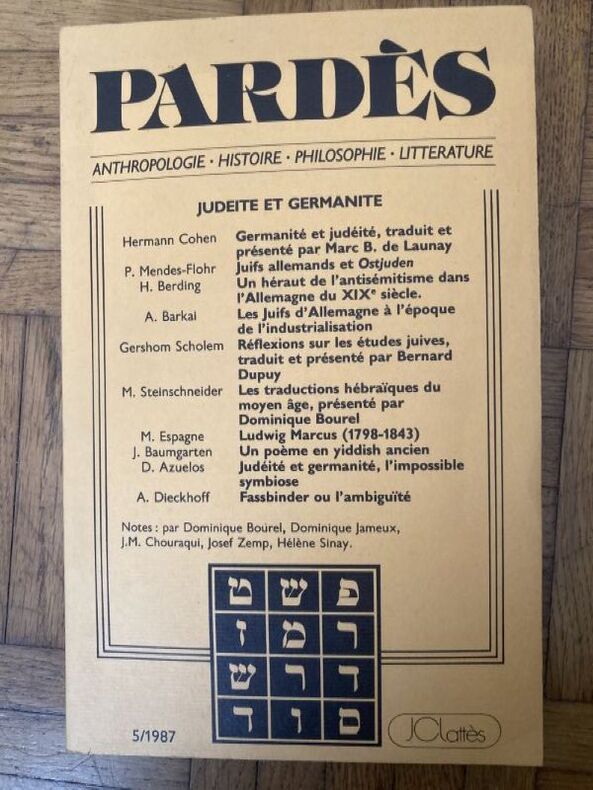 PARDÈS
ANTHROPOLOGIE · HISTOIRE · PHILOSOPHIE · LITTERATURE
JUDEITE ET GERMANITE
Hermann Cohen Germanité et judéité, traduit et
présenté par Marc B. de Launay
P. Mendes-Flohr Juifs allemands et Ostjuden
H. Berding Un héraut de l'antisémitisme dans
l'Allemagne du XIXe siècle.
A. Barkai Les Juifs d'Allemagne à l'époque
de l'industrialisation
Gershom Scholem Réflexions sur les études juives,
traduit et présenté par Bernard
Dupuy
M. Steinschneider Les traductions hébraïques du
moyen âge, présenté par
Dominique Bourel
M. Espagne Ludwig Marcus (1798-1843)
J. Baumgarten Un poème en yiddish ancien
D. Azuelos Judéité et germanité, l'impossible
symbiose
A. Dieckhoff Fassbinder ou l'ambiguïté
Notes : par Dominique Bourel, Dominique Jameux,
J.M. Chouraqui, Josef Zemp, Hélène Sinay.
פ ש ט
ר מ ז
ד ר ש
ס ו ד
5/1987
JCLattès